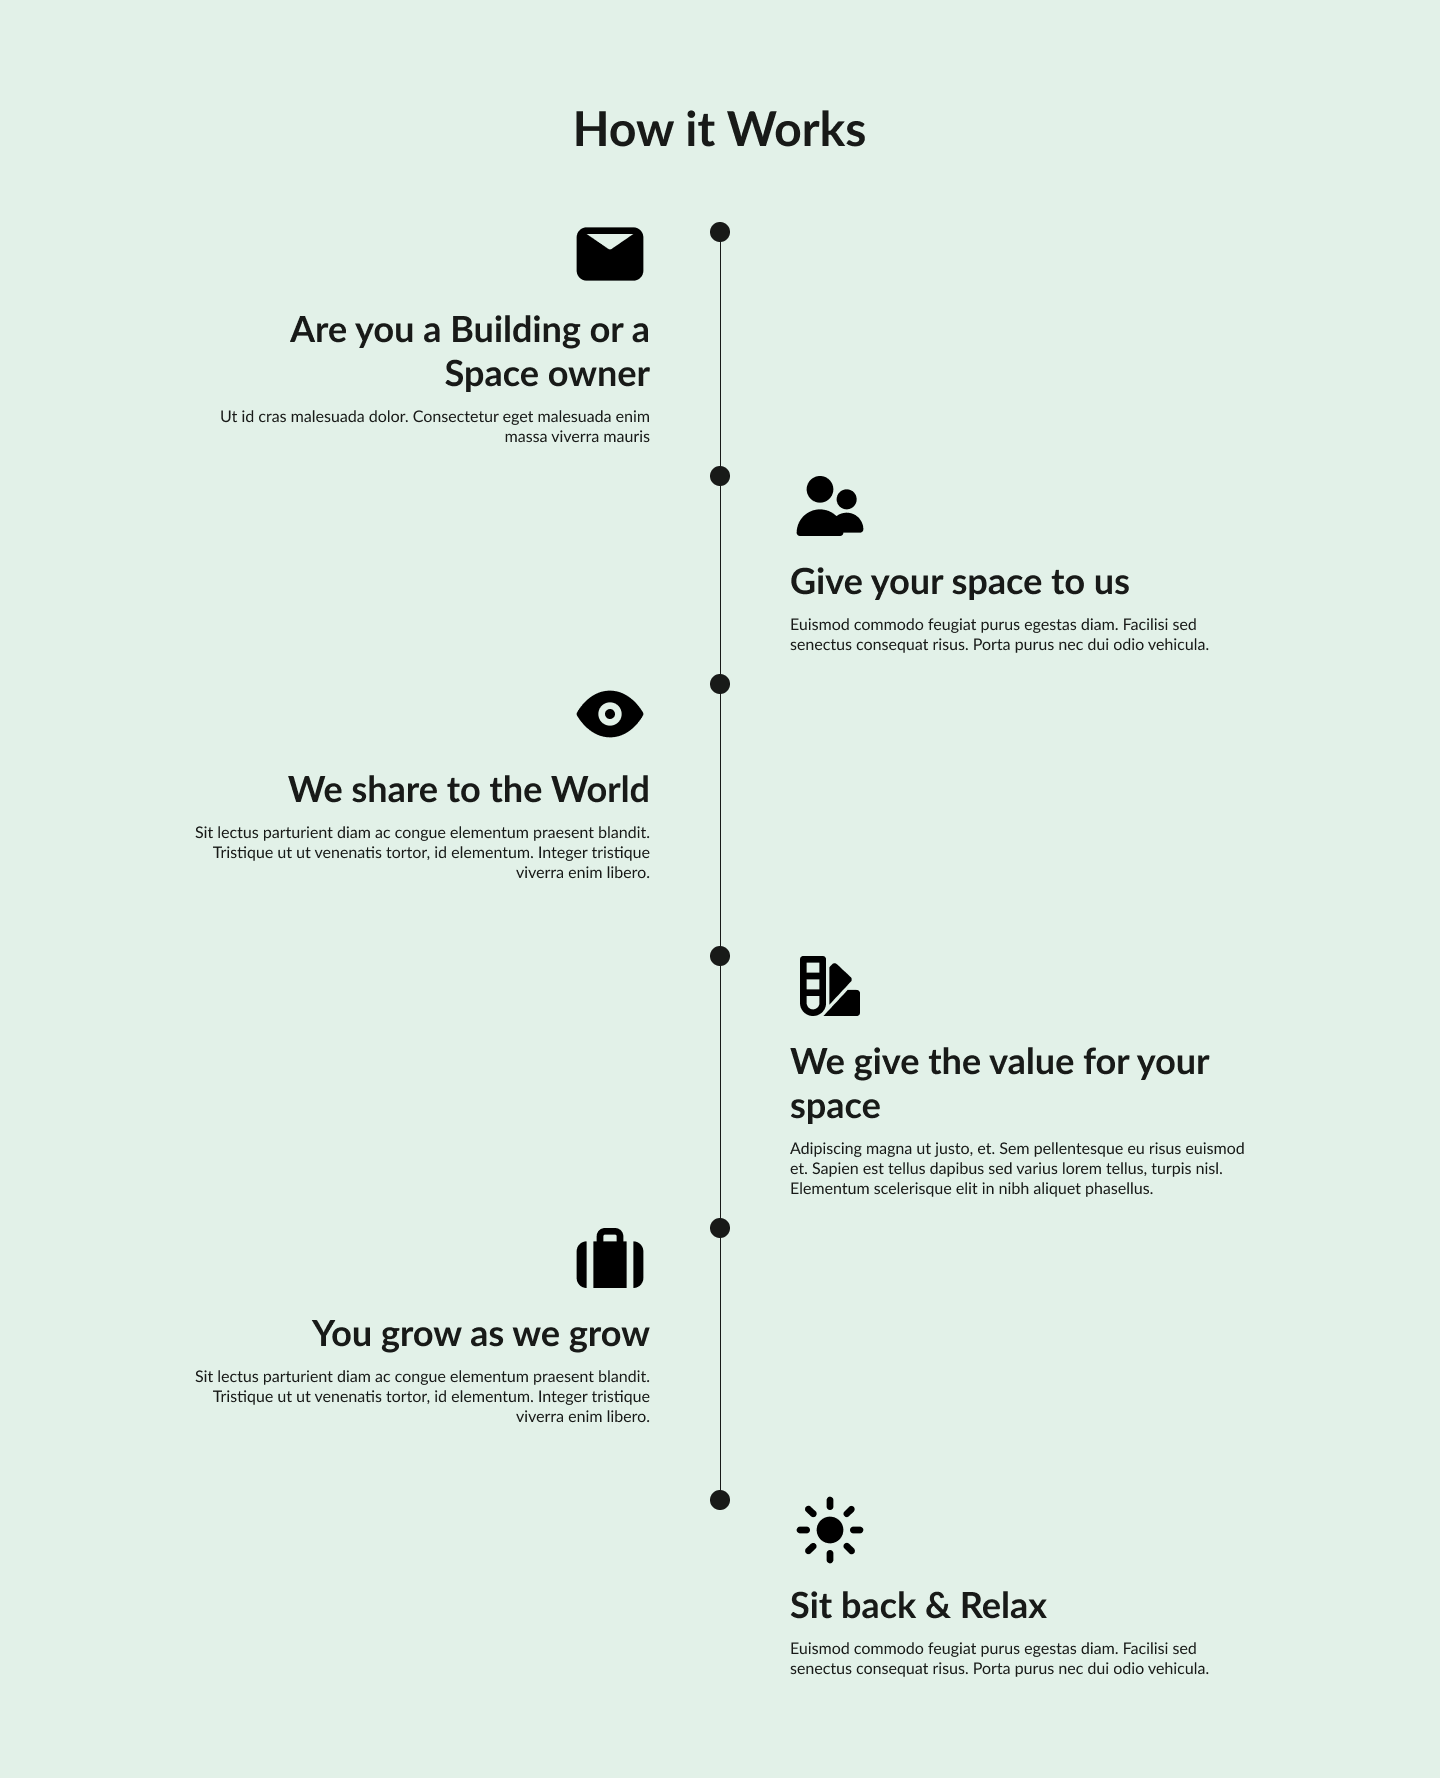 How it Works
Are you a Building or a
Space owner
Ut id cras malesuada dolor. Consectetur eget malesuada enim
massa viverra mauris
Give your space to us
Euismod commodo feugiat purus egestas diam. Facilisi sed
senectus consequat risus. Porta purus nec dui odio vehicula.
We share to the World
Sit lectus parturient diam ac congue elementum praesent blandit.
Tristique ut ut venenatis tortor, id elementum. Integer tristique
viverra enim libero.
We give the value for your
space
Adipiscing magna ut justo, et. Sem pellentesque eu risus euismod
et. Sapien est tellus dapibus sed varius lorem tellus, turpis nisl.
Elementum scelerisque elit in nibh aliquet phasellus.
You grow as we grow
Sit lectus parturient diam ac congue elementum praesent blandit.
Tristique ut ut venenatis tortor, id elementum. Integer tristique
viverra enim libero.
Sit back & Relax
Euismod commodo feugiat purus egestas diam. Facilisi sed
senectus consequat risus. Porta purus nec dui odio vehicula.